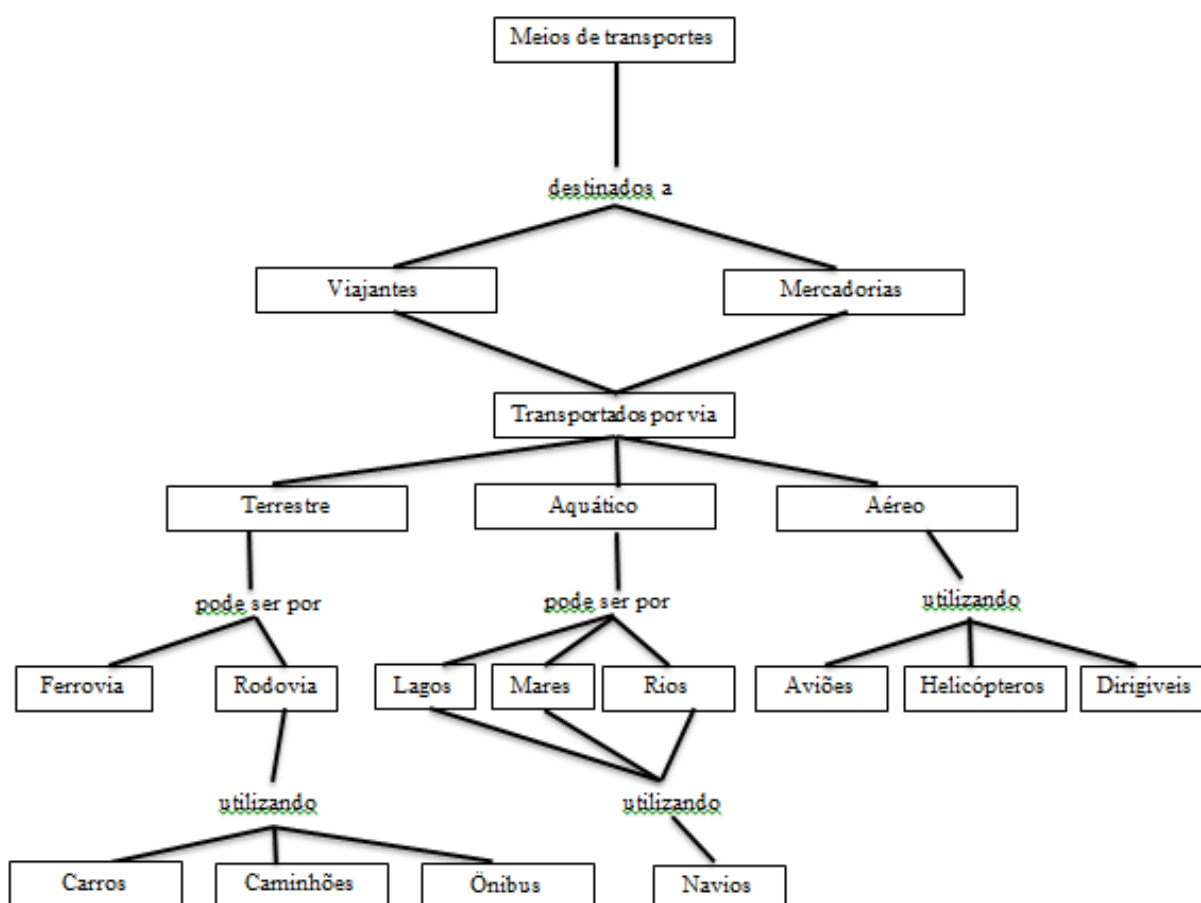 Meios de transportes
destinados a
Viajantes
Mercadorias
Transportados por via
Terrestre
Aquático
Aéreo
pode ser por
pode ser por
utilizando
Ferrovia
Rodovia
Lagos
Mares
Rios
Aviões
Helicópteros
Dirigiveis
utilizando
utilizando
Carros
Caminhões
Ônibus
Navios